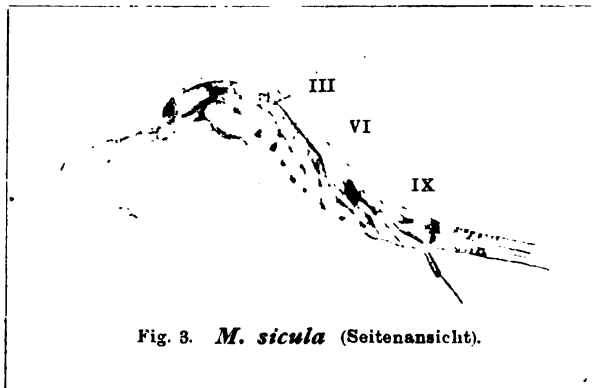 III
VI
IX
Fig. 3. M. sicula (Seitenansicht).